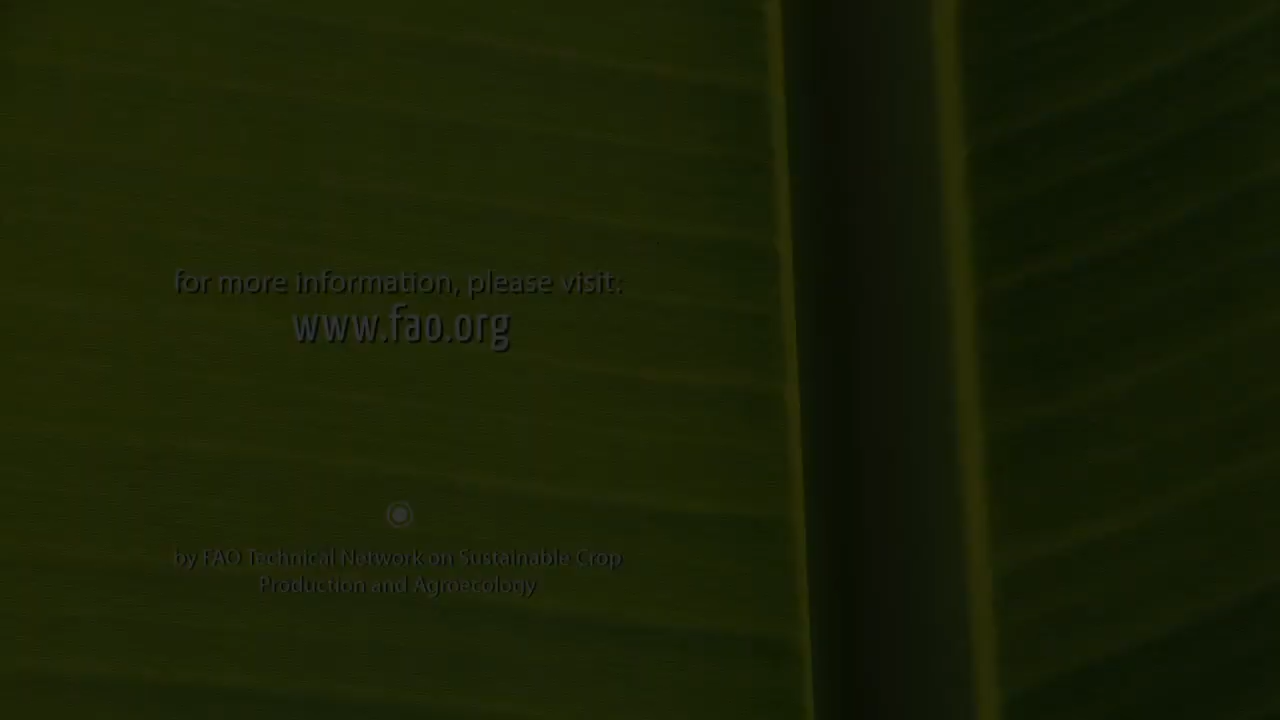 for more information, please visit:
www.fao.org
by FAO Technical Network on Sustainable Crop
Production and Agroecology